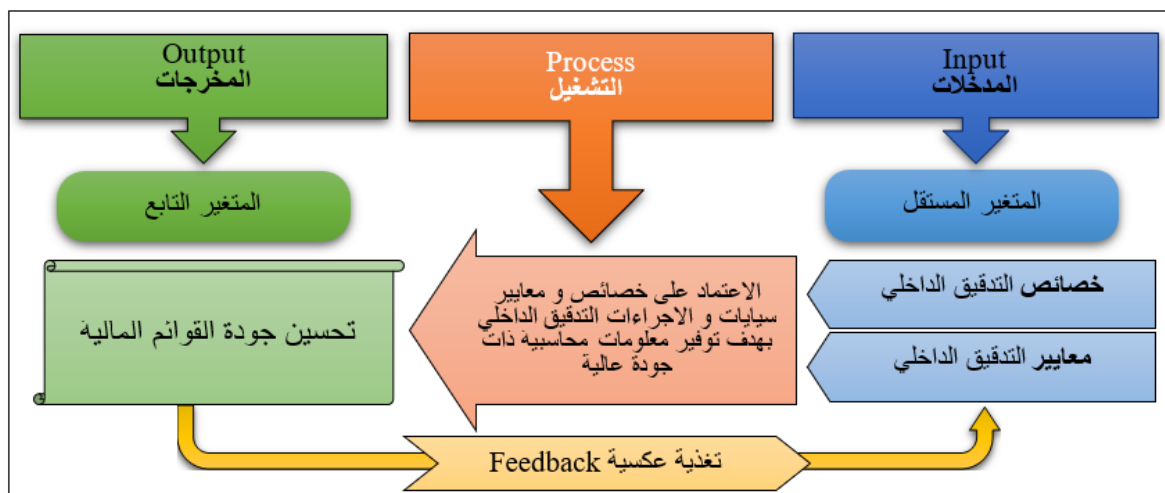 Input
المدخلات
Process
التشغيل
Output
المخرجات
المتغير المستقل
المتغير التابع
خصائص التدقيق الداخلي
معايير التدقيق الداخلي
الاعتماد على خصائص و معايير
سيايات و الاجراءات التدقيق الداخلي
بهدف توفير معلومات محاسبية ذات
جودة عالية
تحسين جودة القوائم المالية
تغذية عكسية Feedback